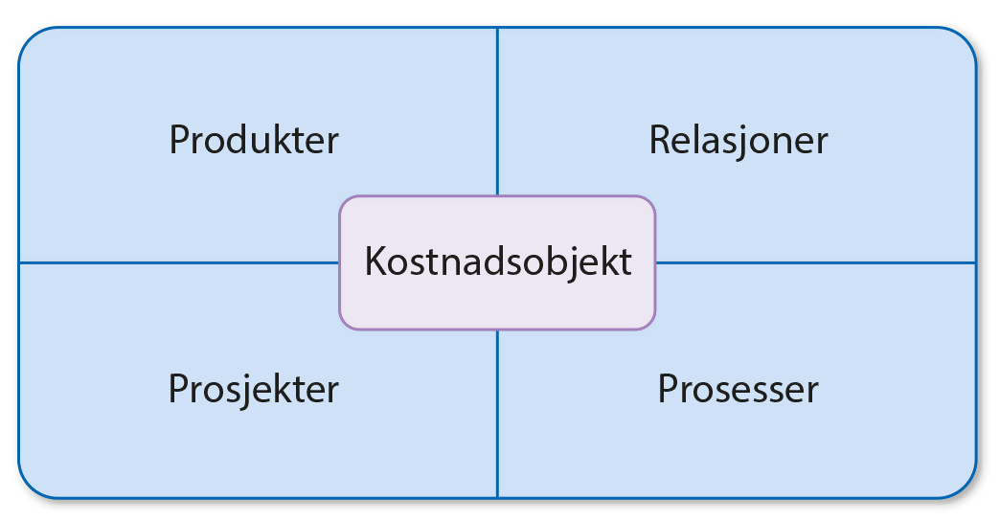 Produkter
Relasjoner
Kostnadsobjekt
Prosjekter
Prosesser